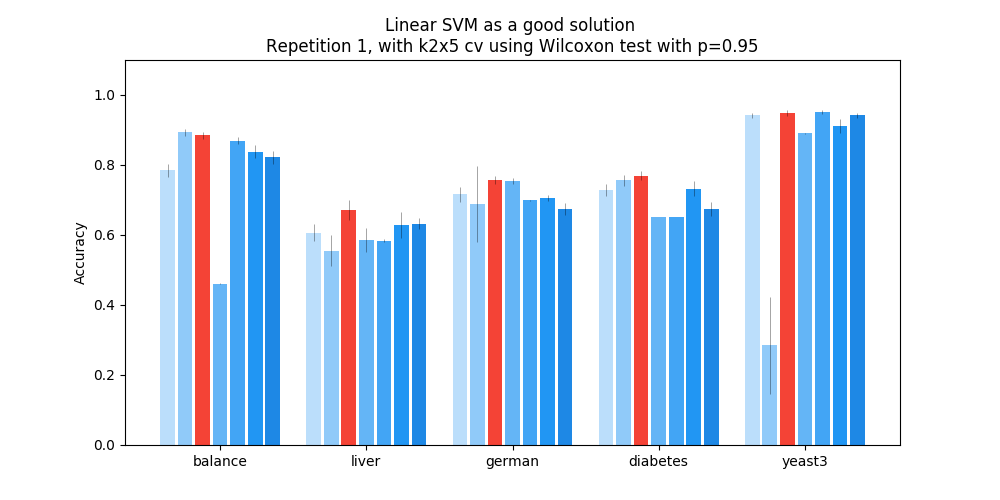 Linear SVM as a good solution
Repetition 1, with k2x5 cv using Wilcoxon test with p=0.95
1.0
0.8
0.6
0.4
0.2
0.0
Accuracy
balance
liver
german
diabetes
yeast3